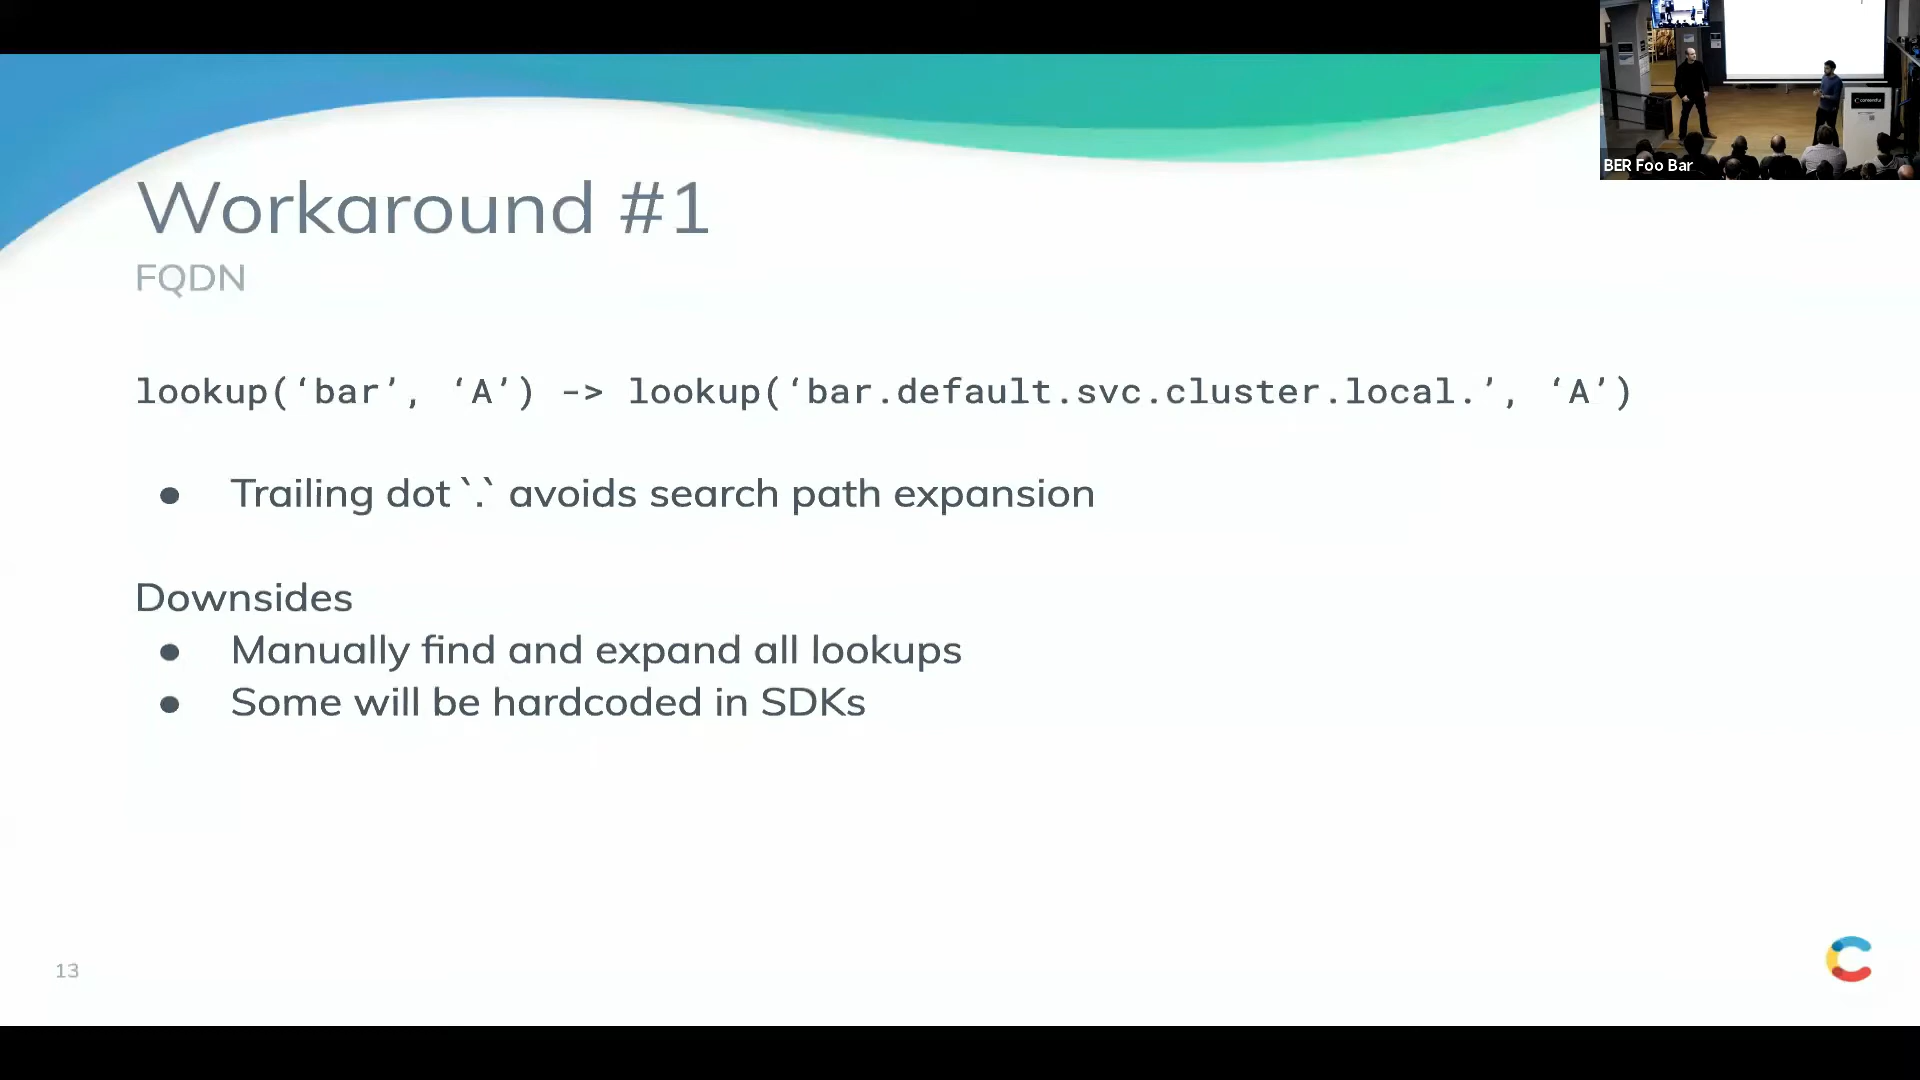 BER Foo Bar
Workaround #1
FQDN
lookup(‘bar’, ‘A’) -> lookup(‘bar.default.svc.cluster.local.’, ‘A’)
● Trailing dot `.` avoids search path expansion
Downsides
● Manually find and expand all lookups
● Some will be hardcoded in SDKs
13